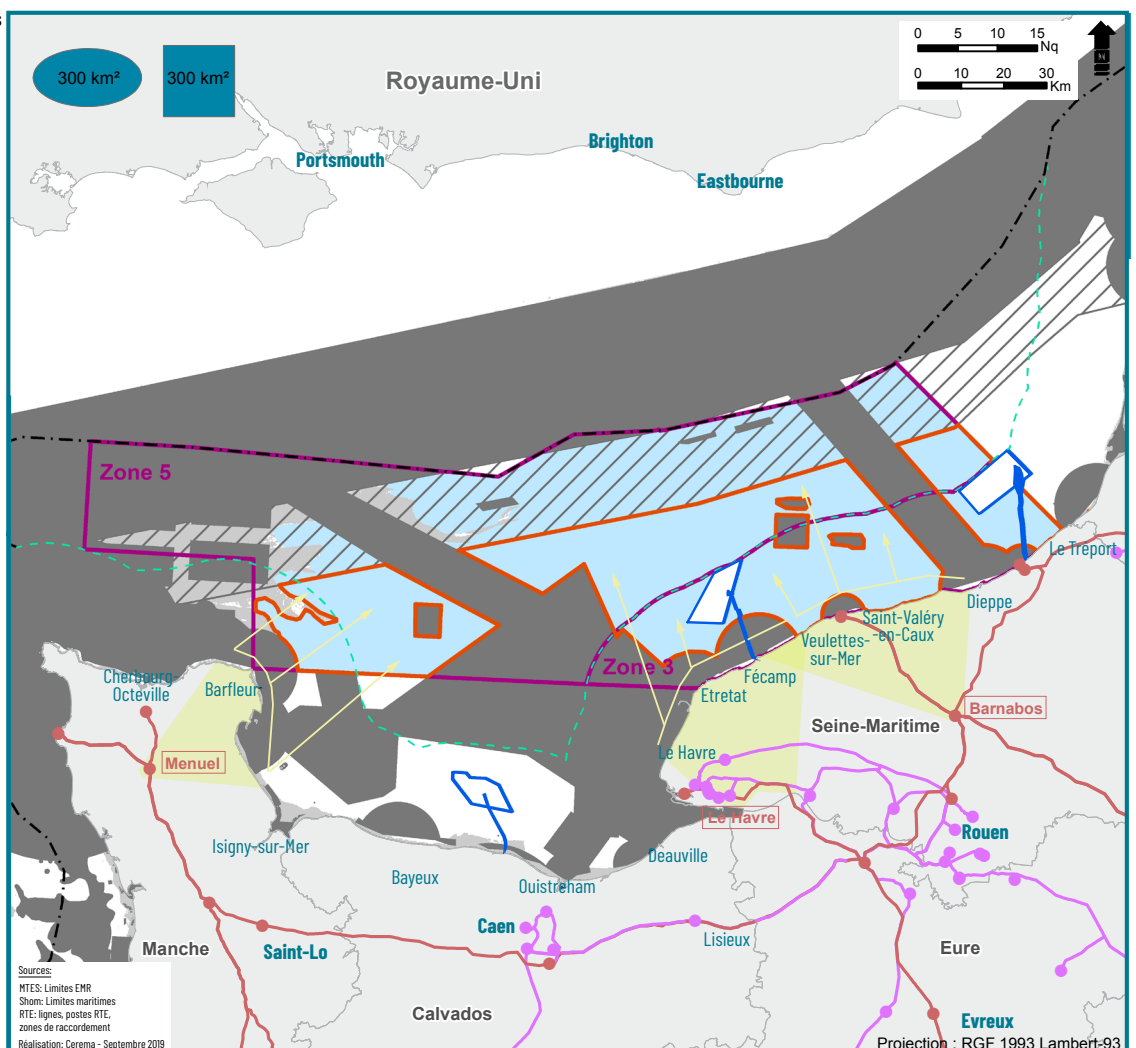 s
300 km²
300 km²
Royaume-Uni
0 5 10 15
Nq
0 10 20 30
Km
Portsmouth
Brighton
Eastbourne
Zone 5
Zone 3
Le Treport
Dieppe
Saint-Valéry
-en-Caux
Veulettes-
sur-Mer
Fécamp
Etretat
Cherbourg-
Octeville
Barfleur
Menuel
Barnabos
Seine-Maritime
Le Havre
Le Havre
Rouen
Isigny-sur-Mer
Bayeux
Ouistreham
Deauville
Caen
Lisieux
Manche
Saint-Lo
Eure
Calvados
Evreux
Sources:
MTES: Limites EMR
Shom: Limites maritimes
RTE: lignes, postes RTE,
zones de raccordement
Réalisation: Cerema - Septembre 2019
Projection : RGF 1993 Lambert-93